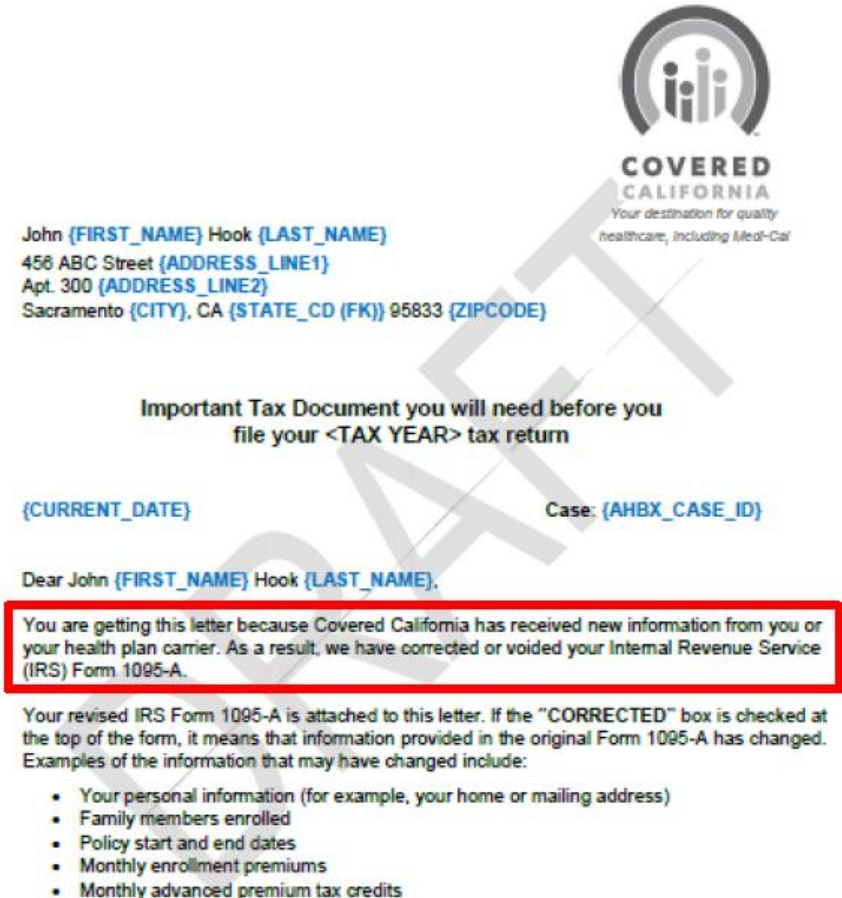 COVERED
CALIFORNIA
Your destination for quality
healthcare, including Medi-Cal
John {FIRST_NAME} Hook {LAST_NAME}
456 ABC Street {ADDRESS_LINE1}
Apt. 300 {ADDRESS_LINE2}
Sacramento {CITY}, CA {STATE_CD (FK)} 95833 {ZIPCODE}
Important Tax Document you will need before you
file your <TAX YEAR> tax return
{CURRENT_DATE} Case: {AHBX_CASE_ID}
Dear John {FIRST_NAME} Hook {LAST_NAME},
You are getting this letter because Covered California has received new information from you or
your health plan carrier. As a result, we have corrected or voided your Internal Revenue Service
(IRS) Form 1095-A.
Your revised IRS Form 1095-A is attached to this letter. If the "CORRECTED" box is checked at
the top of the form, it means that information provided in the original Form 1095-A has changed.
Examples of the information that may have changed include:
• Your personal information (for example, your home or mailing address)
• Family members enrolled
• Policy start and end dates
• Monthly enrollment premiums
• Monthly advanced premium tax credits
DRAFT